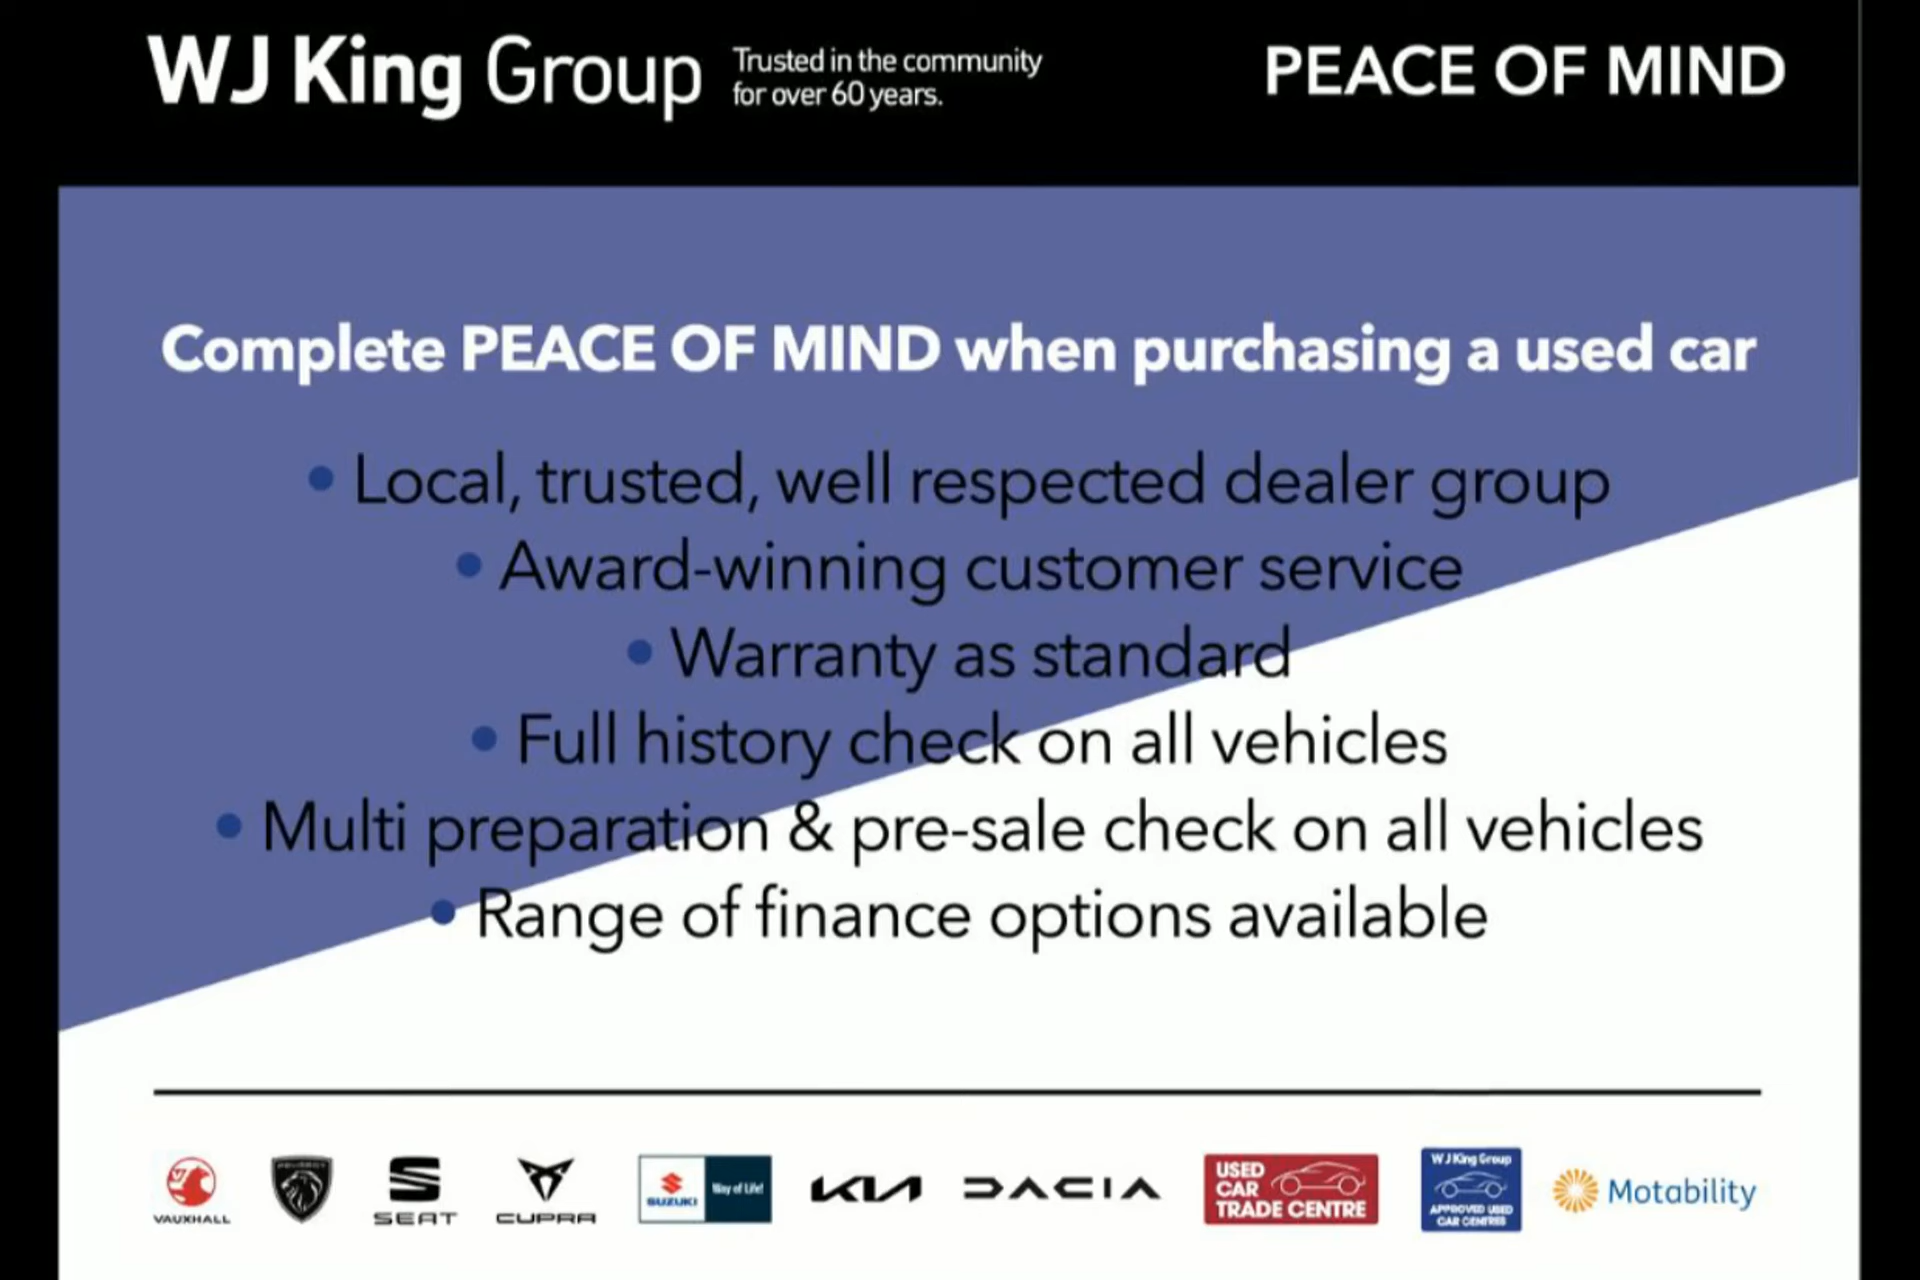 WJ King Group
Trusted in the community
for over 60 years.
PEACE OF MIND
Complete PEACE OF MIND when purchasing a used car
• Local, trusted, well respected dealer group
• Award-winning customer service
• Warranty as standard
• Full history check on all vehicles
• Multi preparation & pre-sale check on all vehicles
• Range of finance options available
VAUXHALL
PEUGEOT
SEAT
CUPRA
SUZUKI
Way of Life!
KIA
DACIA
USED
CAR
TRADE CENTRE
WJ King Group
APPROVED USED
CAR CENTRES
Motability